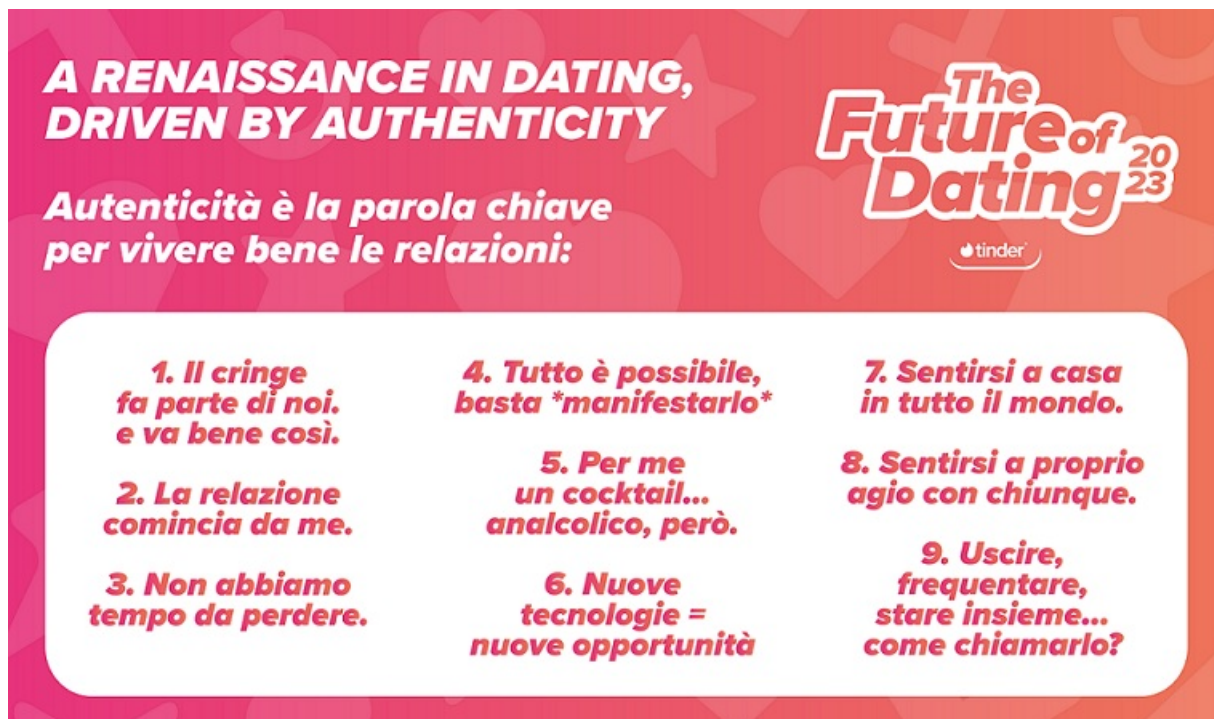 A RENAISSANCE IN DATING,
DRIVEN BY AUTHENTICITY
Autenticità è la parola chiave
per vivere bene le relazioni:
The
Future of
Dating
20
23
tinder
1. Il cringe
fa parte di noi.
e va bene così.
2. La relazione
comincia da me.
3. Non abbiamo
tempo da perdere.
4. Tutto è possibile,
basta *manifestarlo*
5. Per me
un cocktail...
analcolico, però.
6. Nuove
tecnologie =
nuove opportunità
7. Sentirsi a casa
in tutto il mondo.
8. Sentirsi a proprio
agio con chiunque.
9. Uscire,
frequentare,
stare insieme...
come chiamarlo?